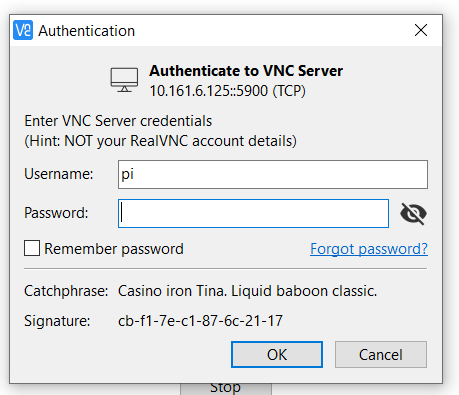 VC Authentication
Authenticate to VNC Server
10.161.6.125::5900 (TCP)
Enter VNC Server credentials
(Hint: NOT your RealVNC account details)
Username: pi
Password:
Remember password Forgot password?
Catchphrase: Casino iron Tina. Liquid baboon classic.
Signature: cb-f1-7e-c1-87-6c-21-17
OK Cancel
Stop